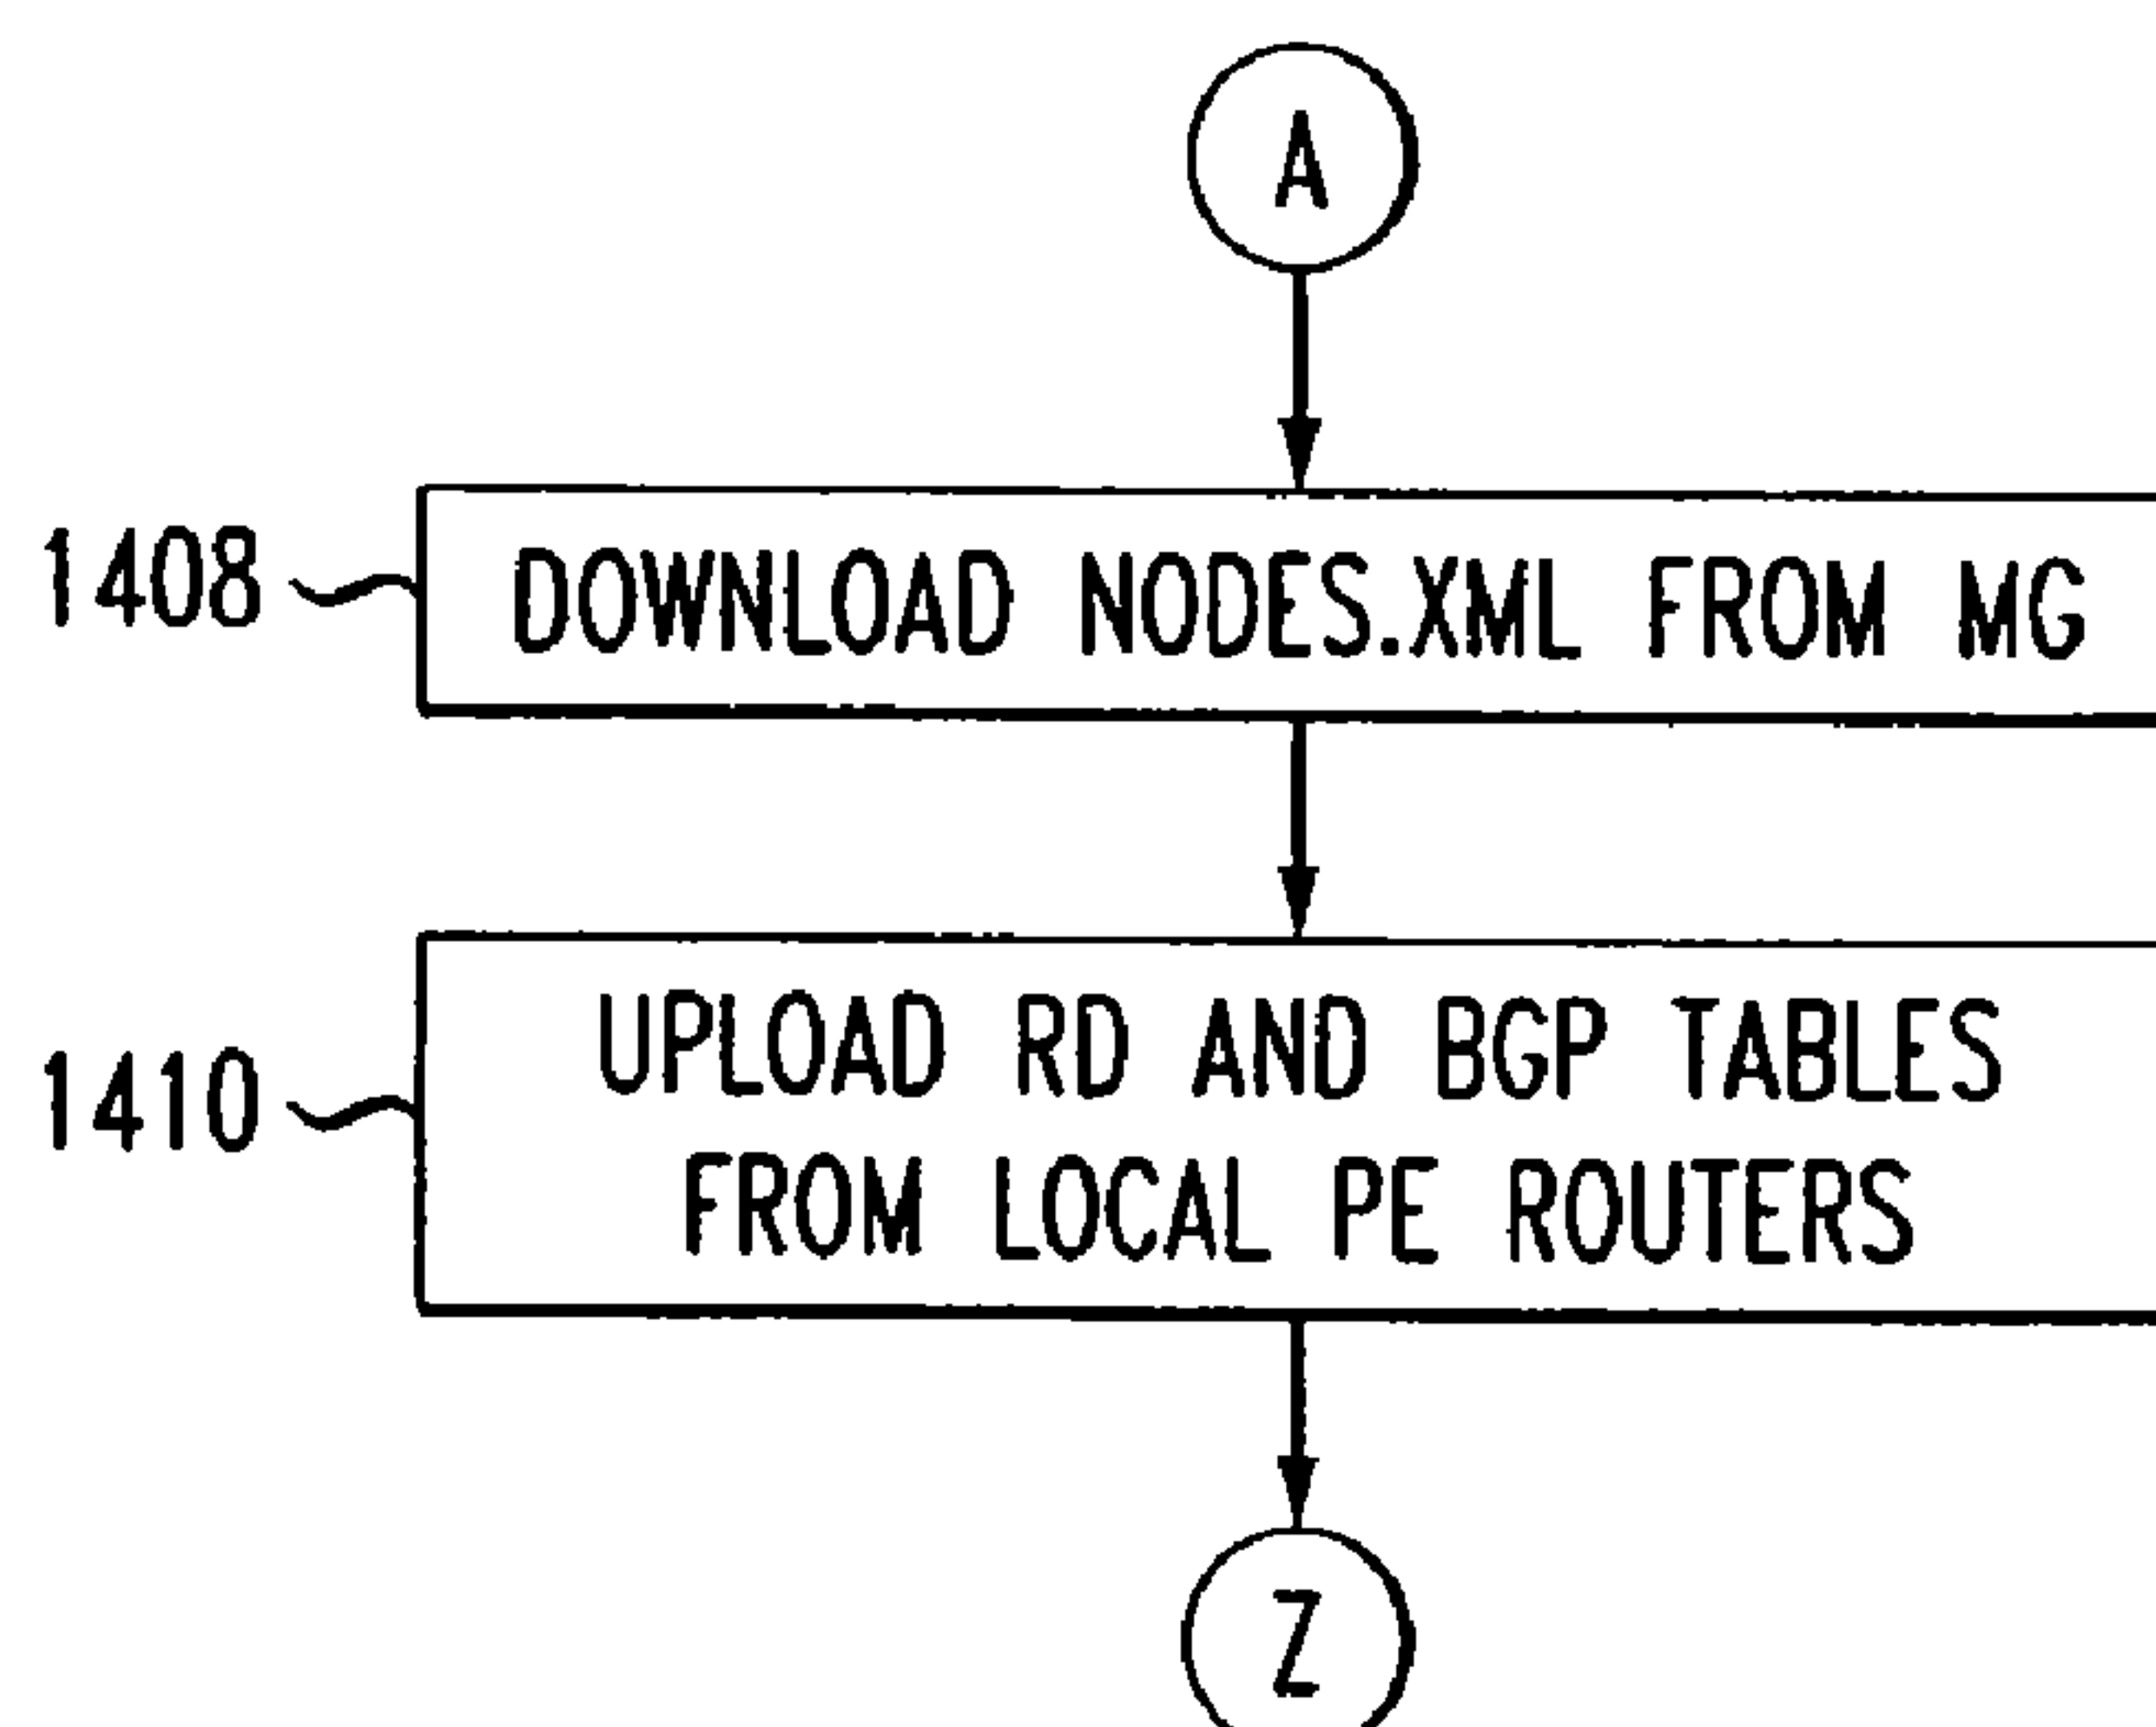 A
1408
DOWNLOAD NODES.XML FROM MG
1410
UPLOAD RD AND BGP TABLES
FROM LOCAL PE ROUTERS
Z